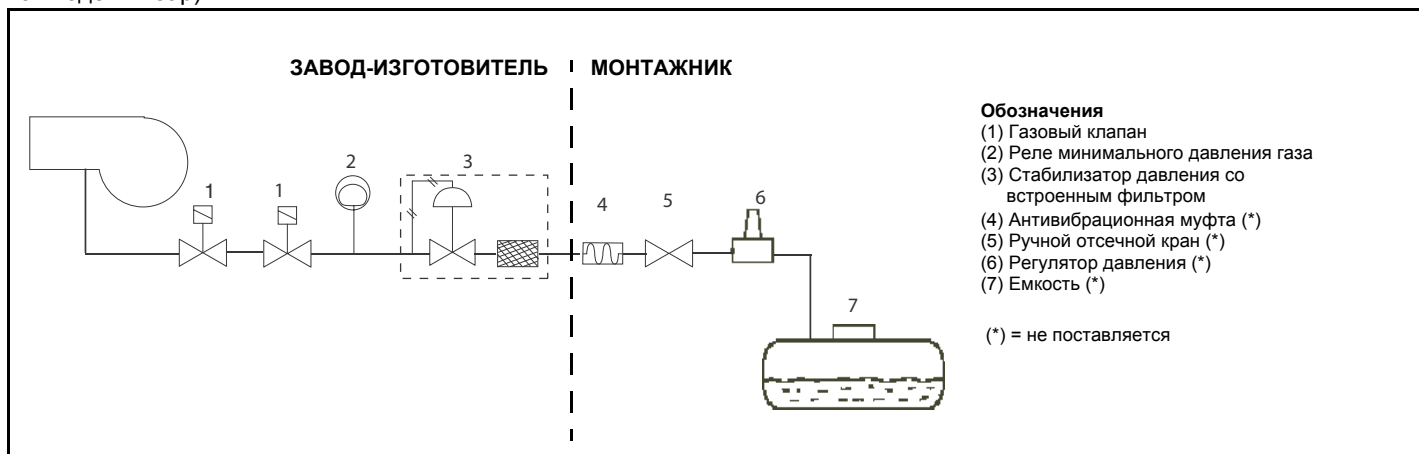 ЗАВОД-ИЗГОТОВИТЕЛЬ МОНТАЖНИК
Обозначения
(1) Газовый клапан
(2) Реле минимального давления газа
(3) Стабилизатор давления со
встроенным фильтром
(4) Антивибрационная муфта (*)
(5) Ручной отсечной кран (*)
(6) Регулятор давления (*)
(7) Емкость (*)
(*) = не поставляется
1 1 2 3 4 5 6
7